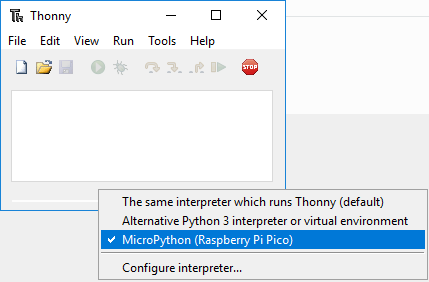 Thonny
File Edit View Run Tools Help
STOP
The same interpreter which runs Thonny (default)
Alternative Python 3 interpreter or virtual environment
MicroPython (Raspberry Pi Pico)
Configure interpreter...